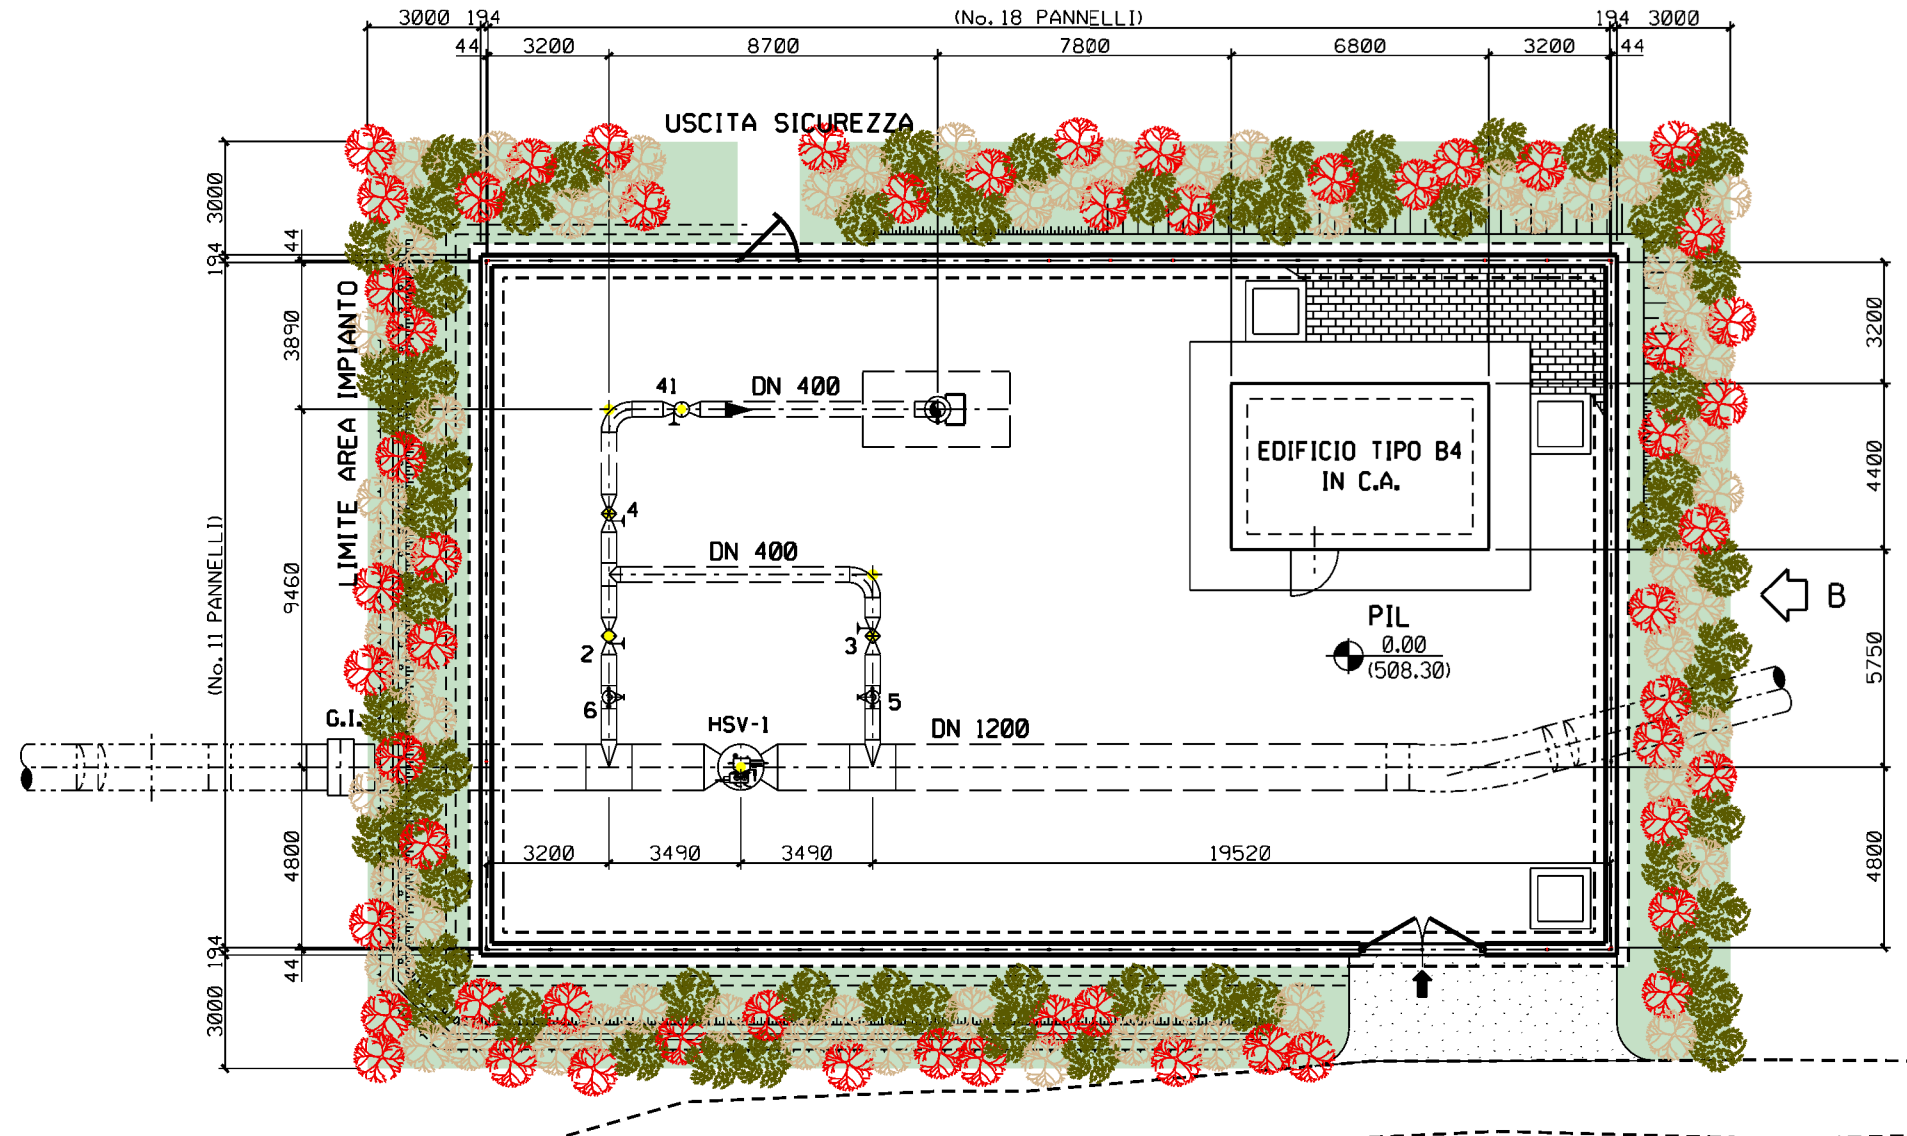 3000 194 (No.18 PANNELLI) 194 3000
44 3200 8700 7800 6800 3200 44
USCITA SICUREZZA
3000
44
194
3890
LIMITE AREA IMPIANTO
9460
(No.11 PANNELLI)
4800
194
44
3000
41 DN 400
4
DN 400
2
3
6
5
HSV-1
DN 1200
G.I.
EDIFICIO TIPO B4
IN C.A.
PIL
0.00
(508.30)
3200 3490 3490 19520
3200
4400
B
5750
4800